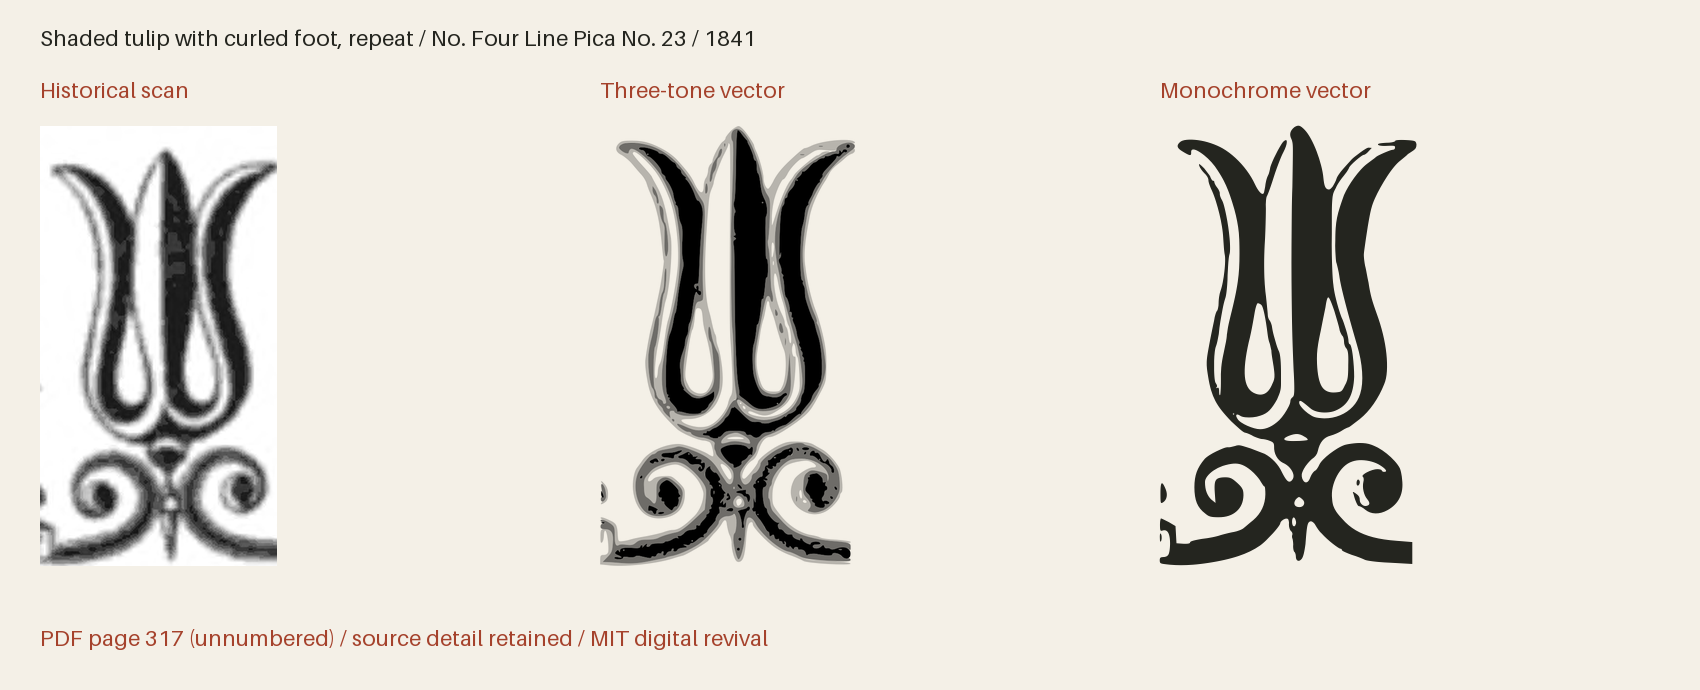 Shaded tulip with curled foot, repeat / No. Four Line Pica No. 23 / 1841
Historical scan
Three-tone vector
Monochrome vector
PDF page 317 (unnumbered) / source detail retained / MIT digital revival